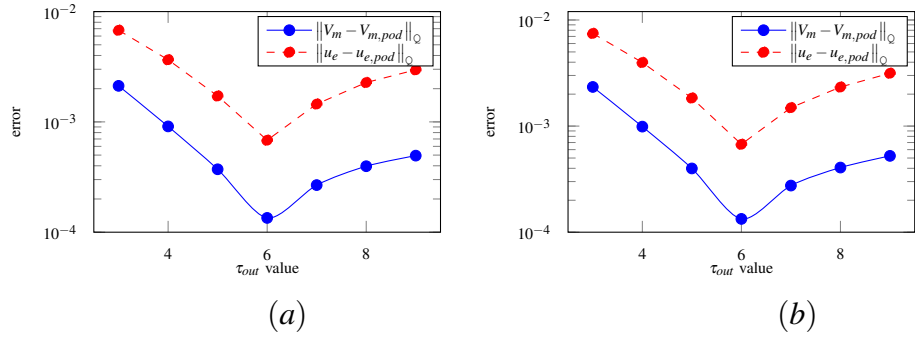 10⁻²
‖V_m − V_{m,pod}‖_Q
‖u_e − u_{e,pod}‖_Q
error
10⁻³
10⁻⁴
4 6 8
τ_{out} value
(a)
10⁻²
‖V_m − V_{m,pod}‖_Q
‖u_e − u_{e,pod}‖_Q
error
10⁻³
10⁻⁴
4 6 8
τ_{out} value
(b)